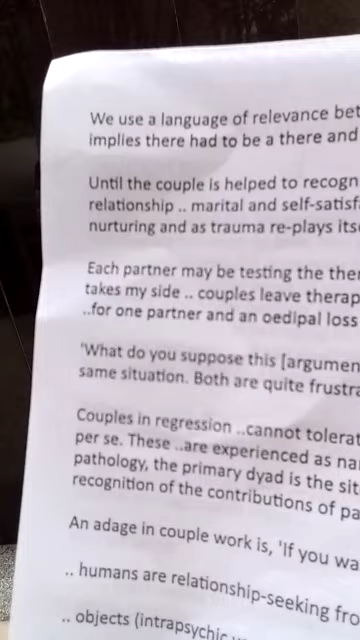 We use a language of relevance bet
implies there had to be a there and
Until the couple is helped to recogn
relationship .. marital and self-satisf
nurturing and as trauma re-plays its
Each partner may be testing the the
takes my side .. couples leave therap
..for one partner and an oedipal loss
'What do you suppose this [argumen
same situation. Both are quite frustra
Couples in regression ..cannot tolerat
per se. These ..are experienced as na
pathology, the primary dyad is the sit
recognition of the contributions of pa
An adage in couple work is, 'If you wa
.. humans are relationship-seeking fro
.. objects (intrapsychic